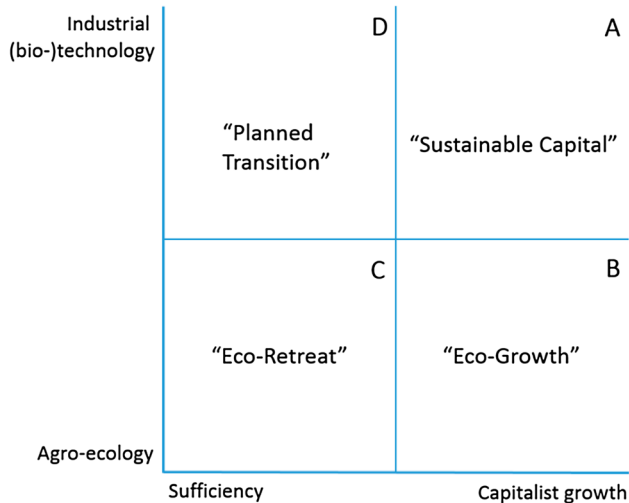 Industrial
(bio-)technology
D
A
“Planned
Transition”
“Sustainable Capital”
C
B
“Eco-Retreat”
“Eco-Growth”
Agro-ecology
Sufficiency
Capitalist growth